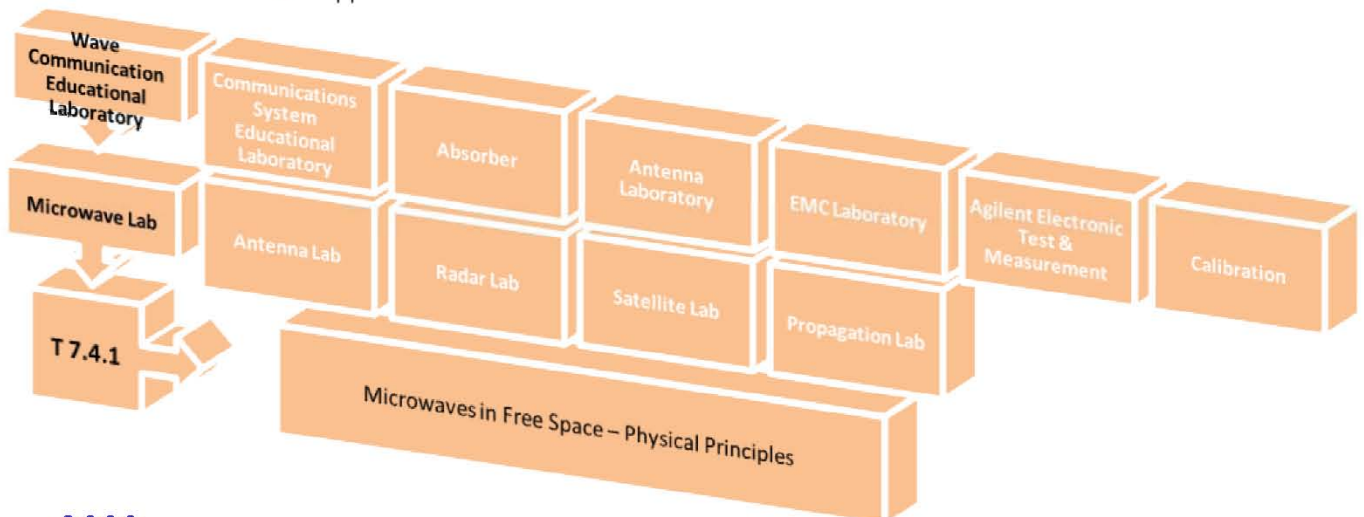 Wave
Communication
Educational
Laboratory
Communications
System
Educational
Laboratory
Absorber
Antenna
Laboratory
EMC Laboratory
Agilent Electronic
Test &
Measurement
Calibration
Microwave Lab
Antenna Lab
Radar Lab
Satellite Lab
Propagation Lab
T 7.4.1
Microwaves in Free Space – Physical Principles